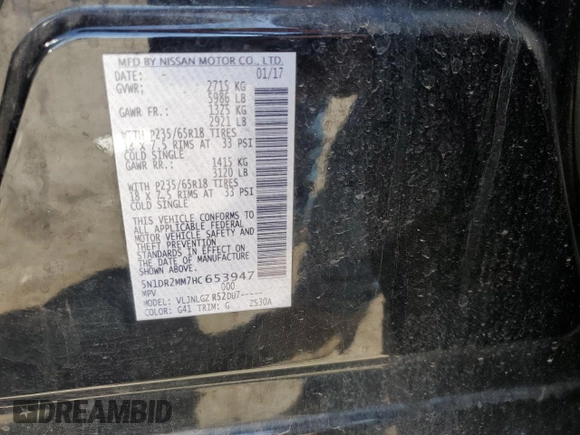 MFD BY NISSAN MOTOR CO., LTD.
DATE: 01/17
GVWR: 2715 KG
5986 LB
GAWR FR.: 1325 KG
2921 LB
WITH P235/65R18 TIRES
18 X 7.5 RIMS AT 33 PSI
COLD SINGLE
GAWR RR.: 1415 KG
3120 LB
WITH P235/65R18 TIRES
18 X 7.5 RIMS AT 33 PSI
COLD SINGLE
THIS VEHICLE CONFORMS TO
ALL APPLICABLE FEDERAL
MOTOR VEHICLE SAFETY AND
THEFT PREVENTION
STANDARDS IN EFFECT ON
THE DATE OF MANUFACTURE
5N1DR2MM7HC653947
MPV 000
MODEL: VLJNLGZ R52DU7-----
COLOR: G41 TRIM: G ZS30A
DREAMBID